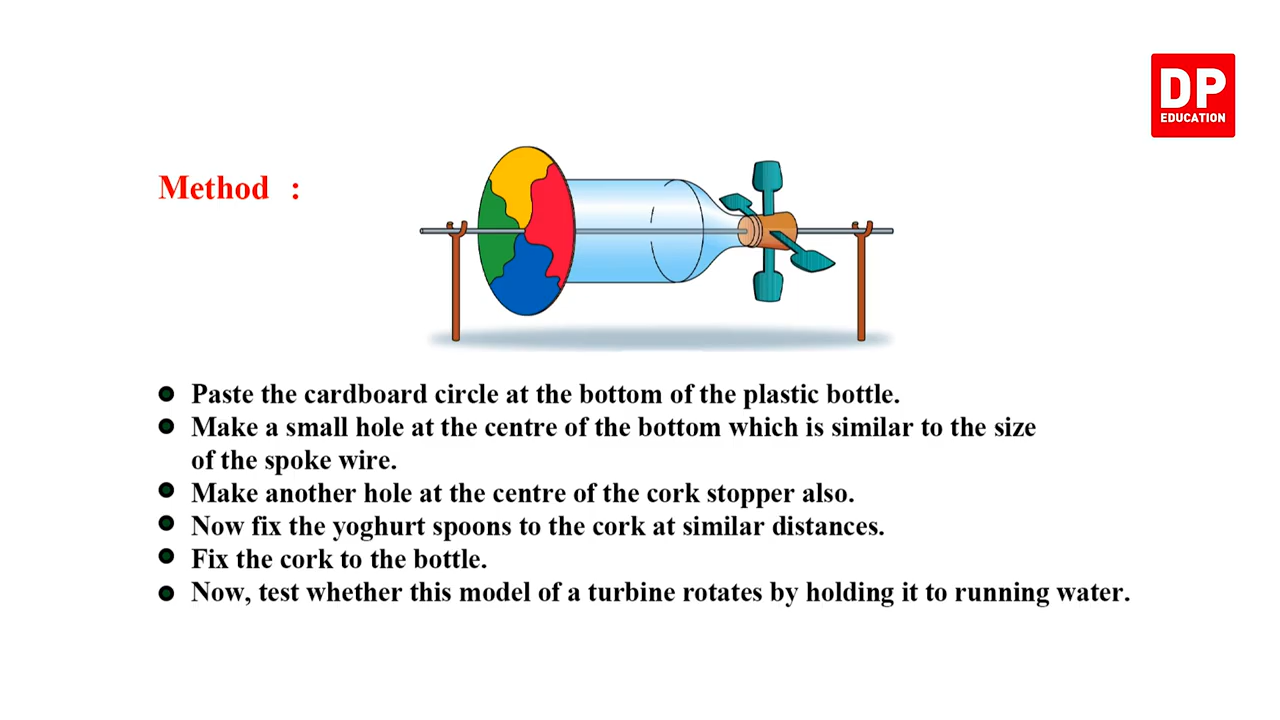 DP
EDUCATION
Method :
Paste the cardboard circle at the bottom of the plastic bottle.
Make a small hole at the centre of the bottom which is similar to the size
of the spoke wire.
Make another hole at the centre of the cork stopper also.
Now fix the yoghurt spoons to the cork at similar distances.
Fix the cork to the bottle.
Now, test whether this model of a turbine rotates by holding it to running water.